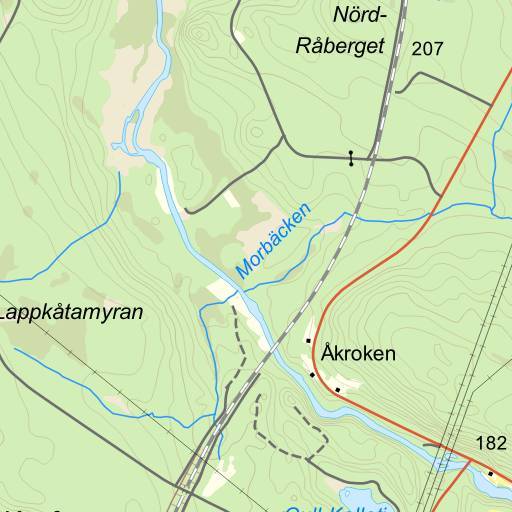 Nörd-
Råberget
207
Morbäcken
Lappkåtamyran
Åkroken
182